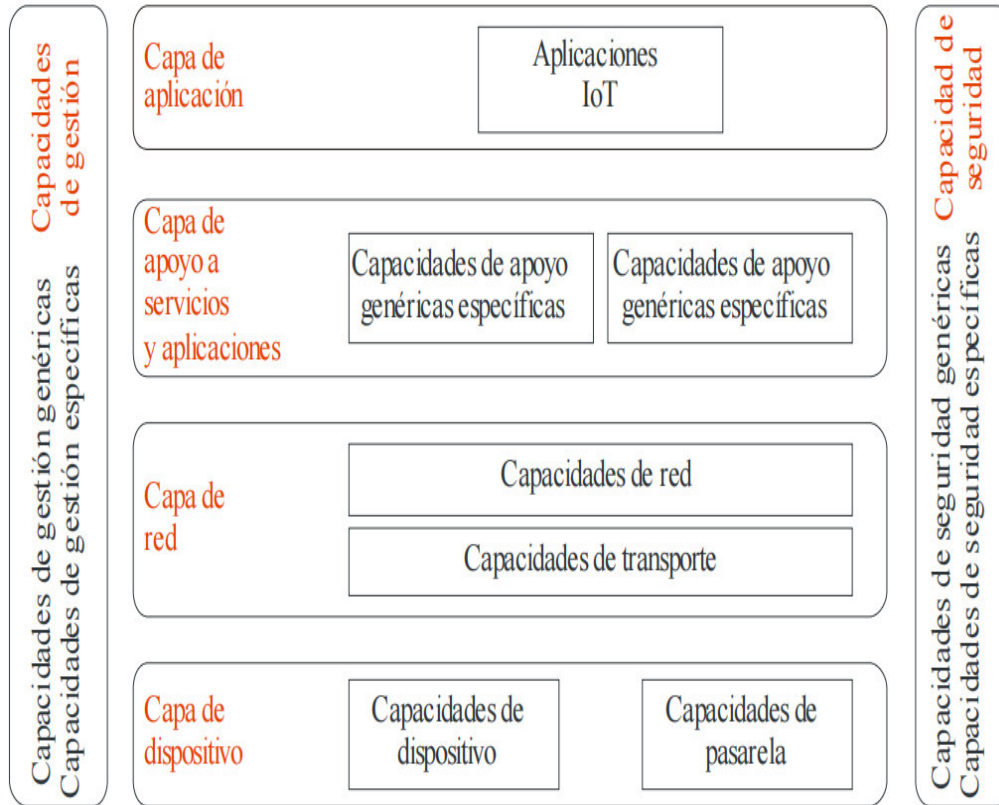 Capacidades
de gestión
Capacidades de gestión genéricas
Capacidades de gestión específicas
Capa de
aplicación
Aplicaciones
IoT
Capa de
apoyo a
servicios
y aplicaciones
Capacidades de apoyo
genéricas específicas
Capacidades de apoyo
genéricas específicas
Capa de
red
Capacidades de red
Capacidades de transporte
Capa de
dispositivo
Capacidades de
dispositivo
Capacidades de
pasarela
Capacidad de
seguridad
Capacidades de seguridad genéricas
Capacidades de seguridad específicas